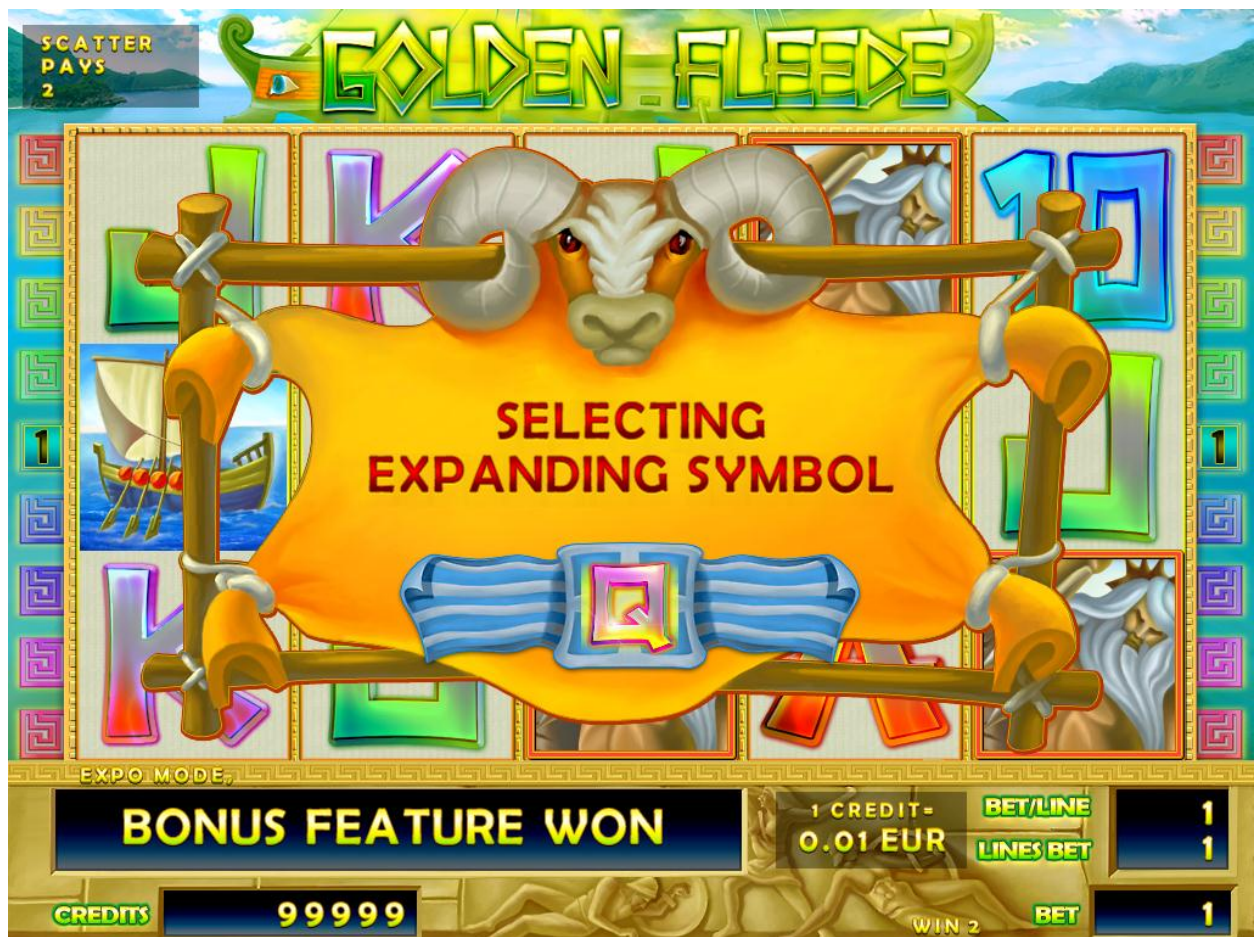 SCATTER
PAYS
2
GOLDEN FLEECE
J
K
10
1
1
J
SELECTING
EXPANDING SYMBOL
Q
K
A
EXPO MODE,
BONUS FEATURE WON
1 CREDIT=
0.01 EUR
BET/LINE 1
LINES BET 1
CREDITS 99999
WIN 2
BET 1